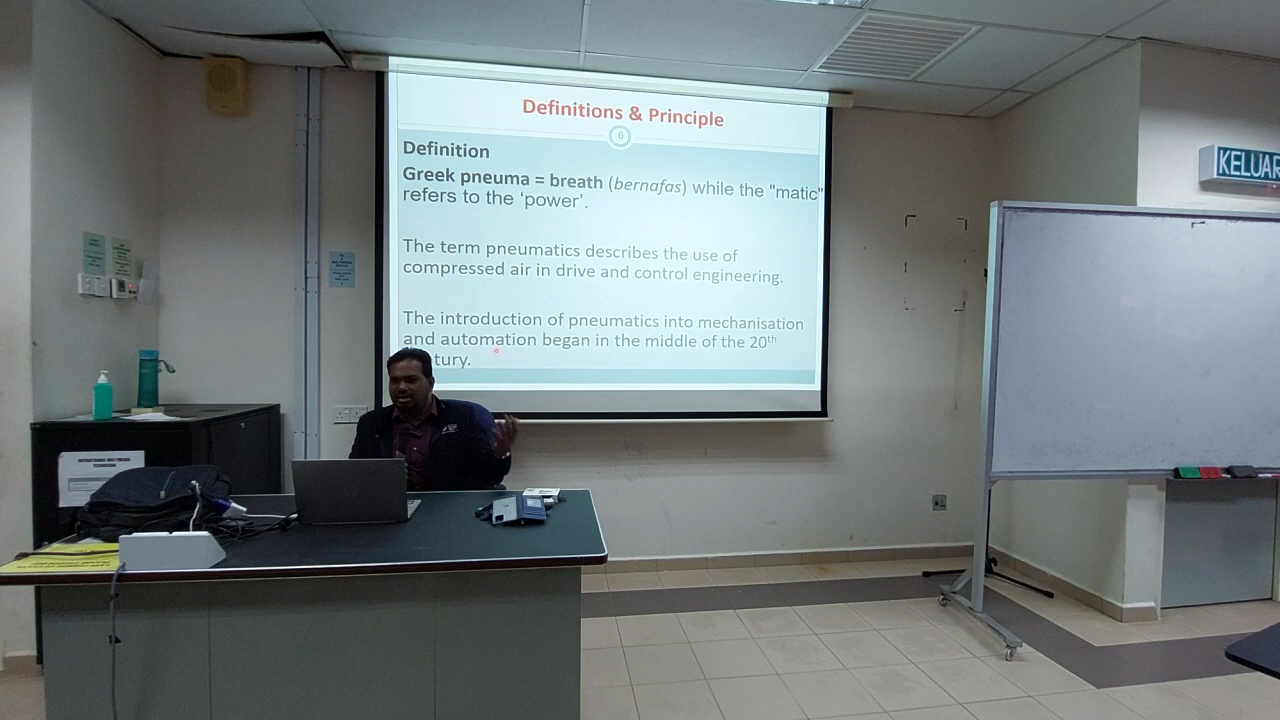 Definitions & Principle
6
Definition
Greek pneuma = breath (bernafas) while the "matic"
refers to the ‘power’.
The term pneumatics describes the use of
compressed air in drive and control engineering.
The introduction of pneumatics into mechanisation
and automation began in the middle of the 20th
tury.
KELUAR